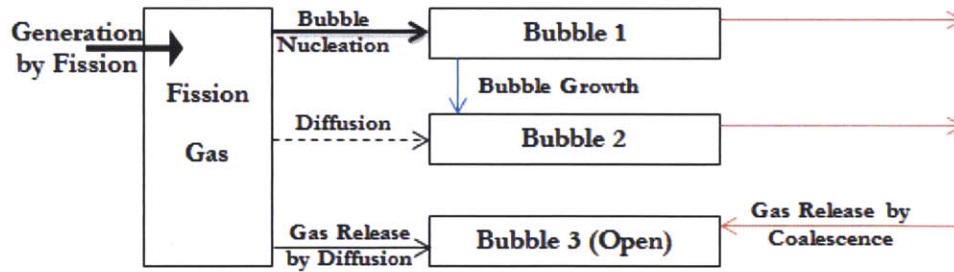 Generation
by Fission
Fission
Gas
Bubble
Nucleation
Bubble 1
Bubble Growth
Diffusion
Bubble 2
Gas Release
by Diffusion
Bubble 3 (Open)
Gas Release by
Coalescence